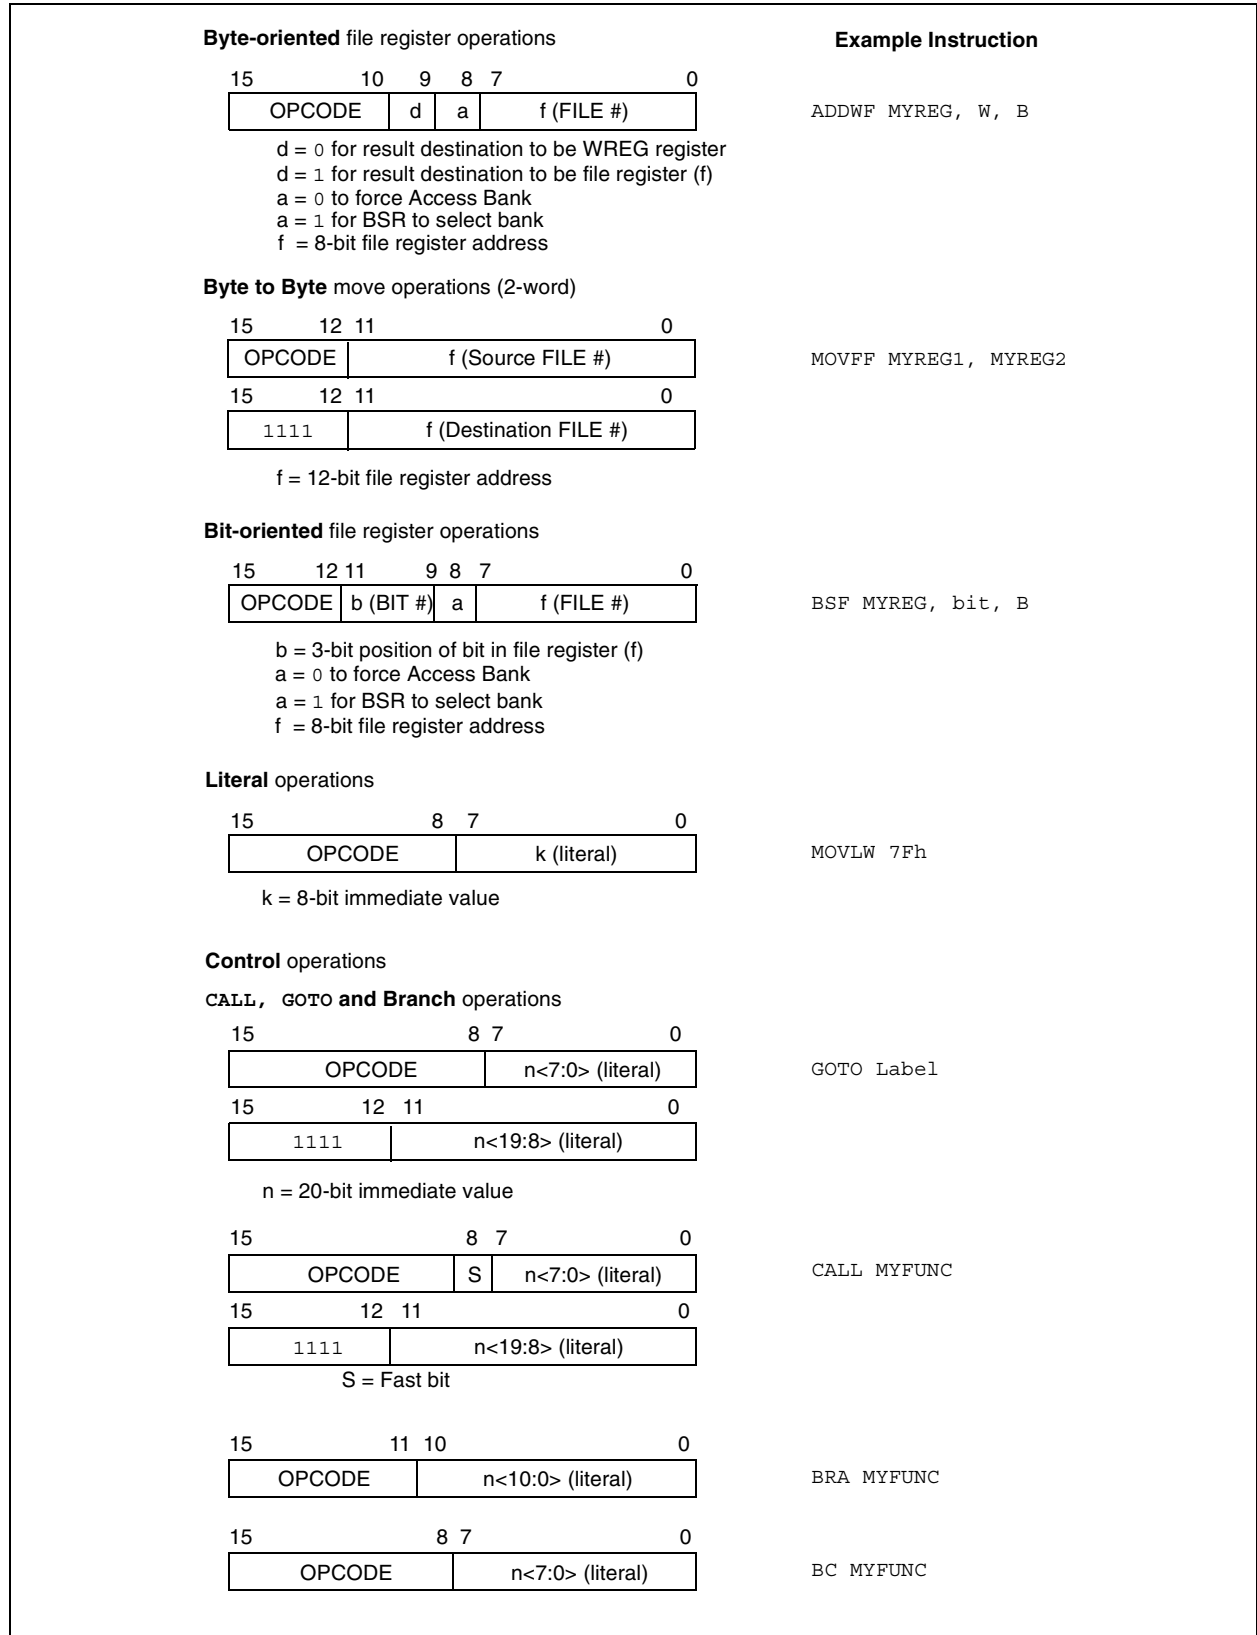 Byte-oriented file register operations Example Instruction
15 10 9 8 7 0
OPCODE d a f (FILE #) ADDWF MYREG, W, B
d = 0 for result destination to be WREG register
d = 1 for result destination to be file register (f)
a = 0 to force Access Bank
a = 1 for BSR to select bank
f = 8-bit file register address
Byte to Byte move operations (2-word)
15 12 11 0
OPCODE f (Source FILE #) MOVFF MYREG1, MYREG2
15 12 11 0
1111 f (Destination FILE #)
f = 12-bit file register address
Bit-oriented file register operations
15 12 11 9 8 7 0
OPCODE b (BIT #) a f (FILE #) BSF MYREG, bit, B
b = 3-bit position of bit in file register (f)
a = 0 to force Access Bank
a = 1 for BSR to select bank
f = 8-bit file register address
Literal operations
15 8 7 0
OPCODE k (literal) MOVLW 7Fh
k = 8-bit immediate value
Control operations
CALL, GOTO and Branch operations
15 8 7 0
OPCODE n<7:0> (literal) GOTO Label
15 12 11 0
1111 n<19:8> (literal)
n = 20-bit immediate value
15 8 7 0
OPCODE S n<7:0> (literal) CALL MYFUNC
15 12 11 0
1111 n<19:8> (literal)
S = Fast bit
15 11 10 0
OPCODE n<10:0> (literal) BRA MYFUNC
15 8 7 0
OPCODE n<7:0> (literal) BC MYFUNC